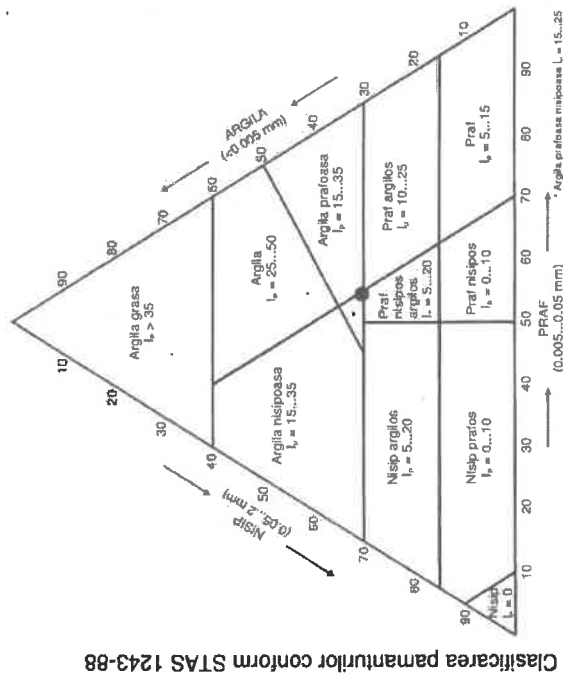 Clasificarea pamanturilor conform STAS 1243-88
ARGILA
(<0.005 mm)
90
80
70
60
50
40
30
20
10
NISIP
(0.05...2 mm)
10
20
30
40
50
60
70
80
90
Argila grasa
Iₚ > 35
Argila
Iₚ = 25...50
Argila nisipoasa
Iₚ = 15...35
Argila prafoasa
Iₚ = 15...35
Nisip argilos
Iₚ = 5...20
Praf
nisipos
argilos
Iₚ = 5...20
Praf argilos
Iₚ = 10...25
Nisip
Iₚ = 0
Nisip prafos
Iₚ = 0...10
Praf nisipos
Iₚ = 0...10
Praf
Iₚ = 5...15
10 20 30 40 50 60 70 80 90
PRAF
(0.005...0.05 mm)
* Argila prafoasa nisipoasa Iₚ = 15...25